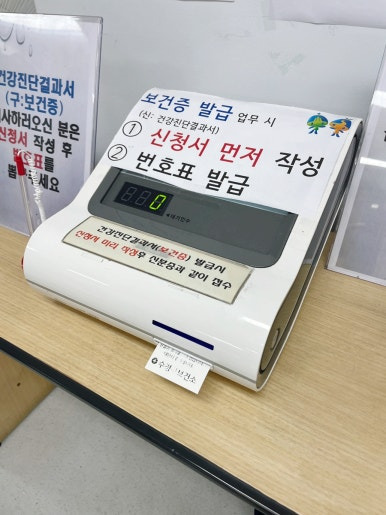 건강진단결과서
(구:보건증)
사하러오신 분은
신청서 작성 후
표를
세요
보건증 발급 업무 시
(신: 건강진단결과서)
① 신청서 먼저 작성
② 번호표 발급
0
건강진단결과서(보건증) 발급시
신청서 미리 작성후 신분증과 같이 접수
보건소